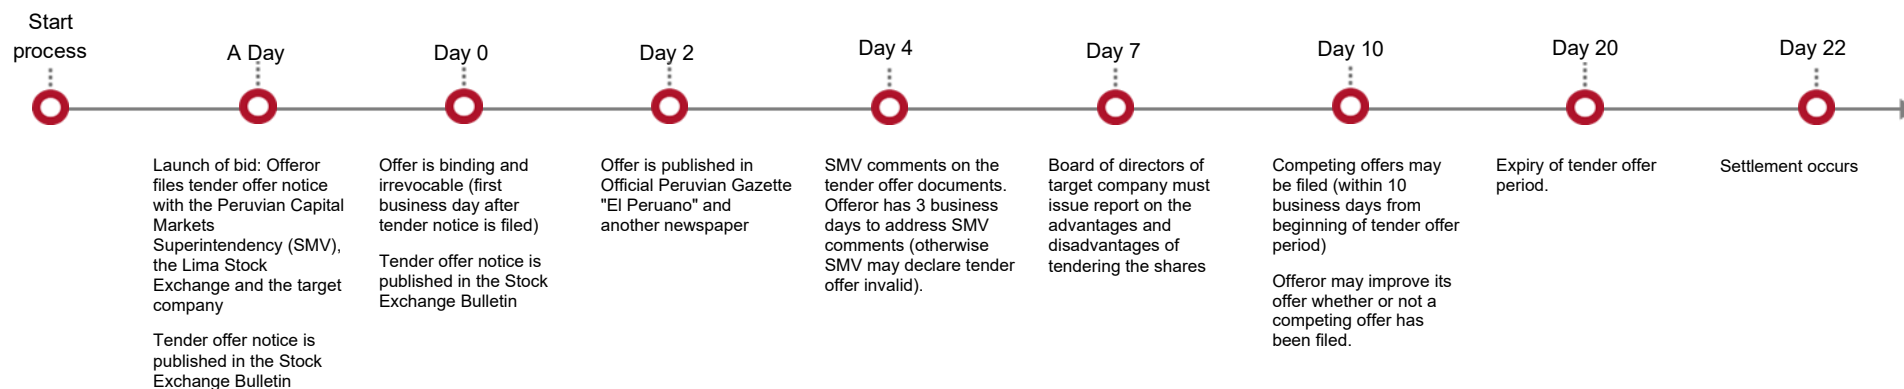 Start
process
A Day
Day 0
Day 2
Day 4
Day 7
Day 10
Day 20
Day 22
Launch of bid: Offeror
files tender offer notice
with the Peruvian Capital
Markets
Superintendency (SMV),
the Lima Stock
Exchange and the target
company
Tender offer notice is
published in the Stock
Exchange Bulletin
Offer is binding and
irrevocable (first
business day after
tender notice is filed)
Tender offer notice is
published in the Stock
Exchange Bulletin
Offer is published in
Official Peruvian Gazette
"El Peruano" and
another newspaper
SMV comments on the
tender offer documents.
Offeror has 3 business
days to address SMV
comments (otherwise
SMV may declare tender
offer invalid).
Board of directors of
target company must
issue report on the
advantages and
disadvantages of
tendering the shares
Competing offers may
be filed (within 10
business days from
beginning of tender offer
period)
Offeror may improve its
offer whether or not a
competing offer has
been filed.
Expiry of tender offer
period.
Settlement occurs